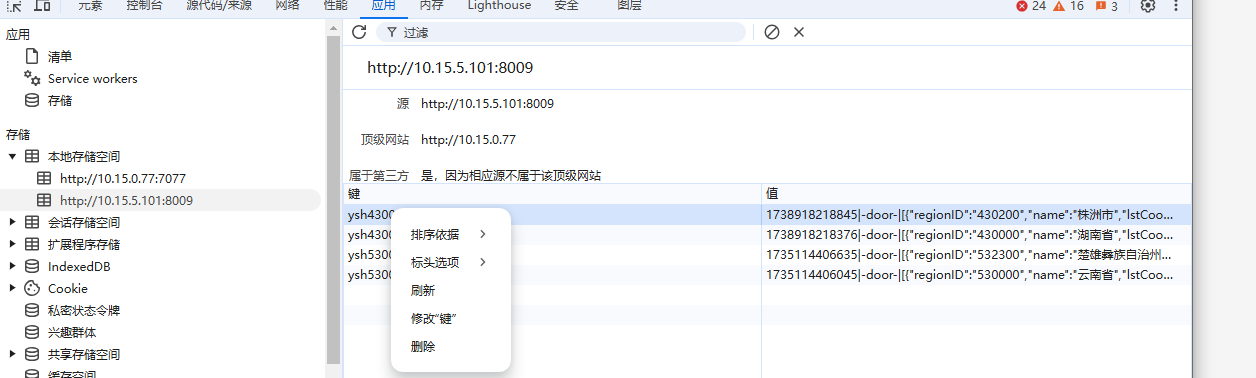 元素 控制台 源代码/来源 网络 性能 应用 内存 Lighthouse 安全 图层 24 16 3
应用
清单
Service workers
存储
存储
本地存储空间
http://10.15.0.77:7077
http://10.15.5.101:8009
会话存储空间
扩展程序存储
IndexedDB
Cookie
私密状态令牌
兴趣群体
共享存储空间
缓存空间
过滤
http://10.15.5.101:8009
源 http://10.15.5.101:8009
顶级网站 http://10.15.0.77
属于第三方 是，因为相应源不属于该顶级网站
键 值
ysh4300 1738918218845|-door-|[{"regionID":"430200","name":"株洲市","lstCoo...
ysh4300 1738918218376|-door-|[{"regionID":"430000","name":"湖南省","lstCoo...
ysh5300 1735114406635|-door-|[{"regionID":"532300","name":"楚雄彝族自治州...
ysh5300 1735114406045|-door-|[{"regionID":"530000","name":"云南省","lstCoo...
排序依据
标头选项
刷新
修改“键”
删除